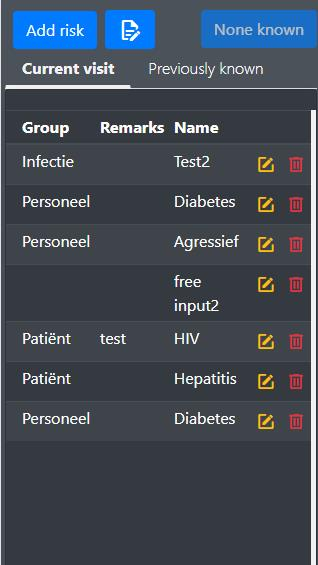 Add risk
None known
Current visit Previously known
Group Remarks Name
Infectie Test2
Personeel Diabetes
Personeel Agressief
free
input2
Patiënt test HIV
Patiënt Hepatitis
Personeel Diabetes